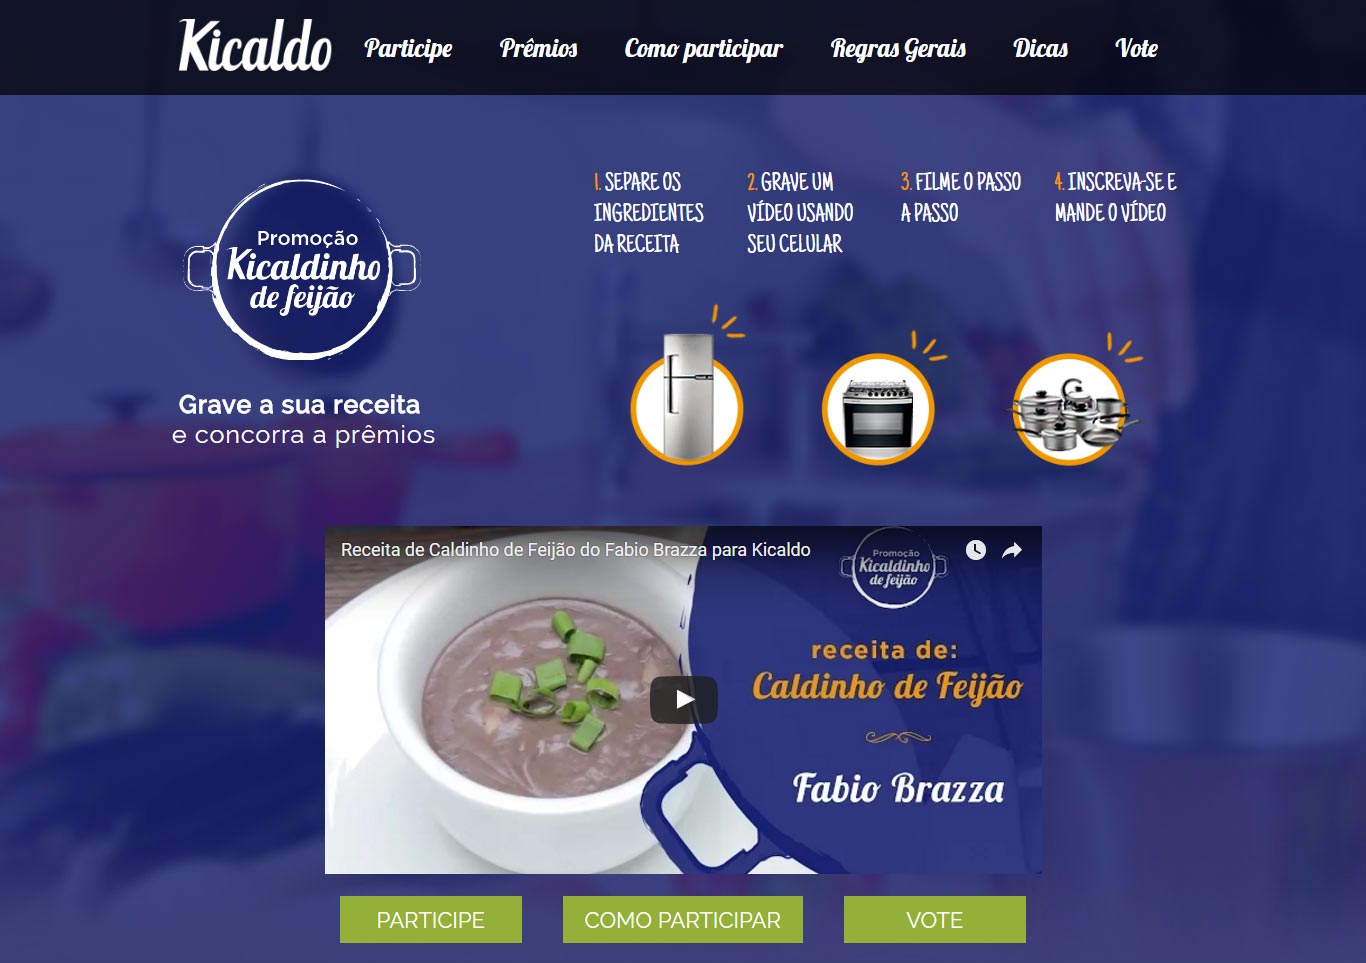 Kicaldo Participe Prêmios Como participar Regras Gerais Dicas Vote
Promoção
Kicaldinho
de feijão
Grave a sua receita
e concorra a prêmios
1. SEPARE OS
INGREDIENTES
DA RECEITA
2. GRAVE UM
VÍDEO USANDO
SEU CELULAR
3. FILME O PASSO
A PASSO
4. INSCREVA-SE E
MANDE O VÍDEO
Receita de Caldinho de Feijão do Fabio Brazza para Kicaldo
Promoção
Kicaldinho
de feijão
receita de:
Caldinho de Feijão
Fabio Brazza
PARTICIPE COMO PARTICIPAR VOTE